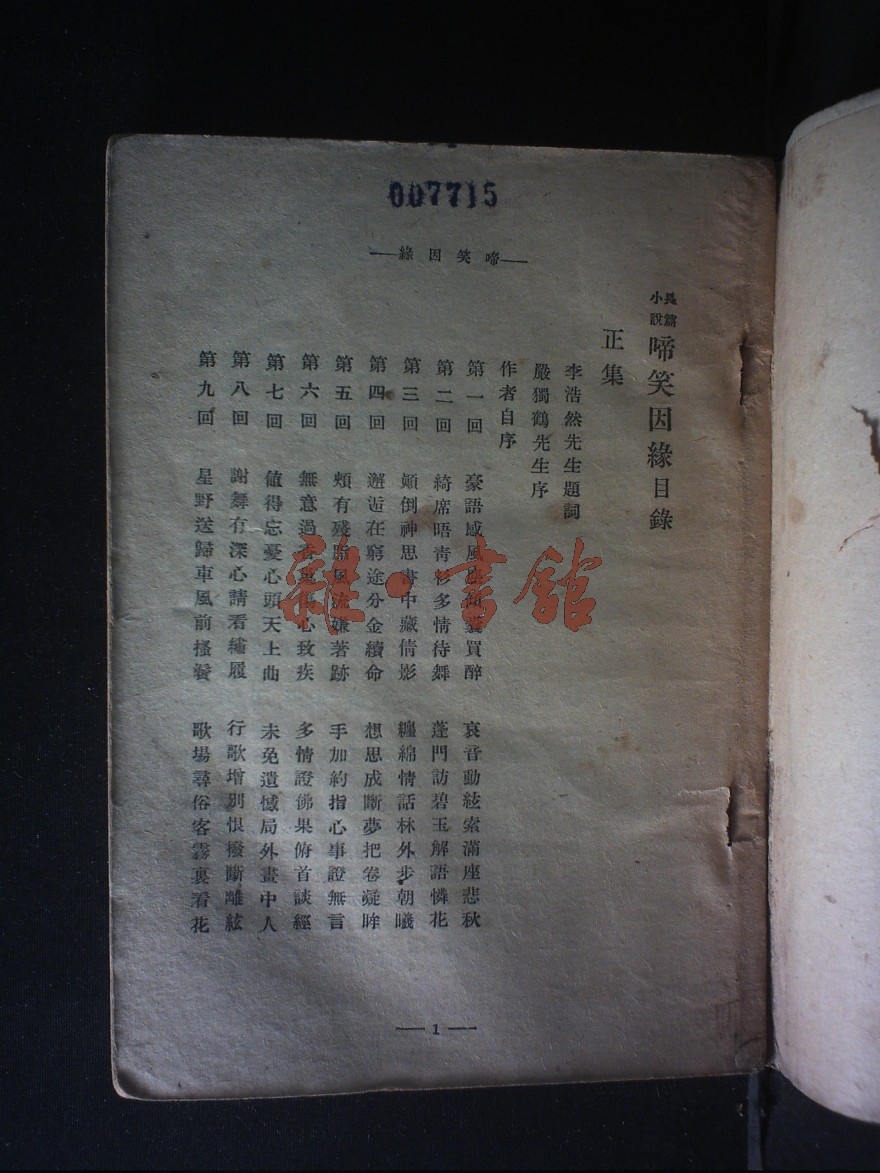 007715
啼笑因緣
長篇小說 啼笑因緣目錄
正集
李浩然先生題詞
嚴獨鶴先生序
作者自序
第一回 豪語感風塵傾囊買醉 哀音動絃索滿座悲秋
第二回 綺席晤青衫多情待舞 蓬門訪碧玉解語憐花
第三回 顛倒神思書中藏倩影 纏綿情話林外步朝曦
第四回 邂逅在窮途分金續命 想思成斷夢把卷凝眸
第五回 頰有殘脂風流嫌著跡 手加約指心事證無言
第六回 無意過香巢傷心致疾 多情證佛果俯首談經
第七回 値得忘憂心頭天上曲 未免遺憾局外畫中人
第八回 謝舞有深心請看繡履 行歌增別恨撥斷離絃
第九回 星野送歸車風前搔鬢 歌場尋俗客霧裏看花
1
雜·書館